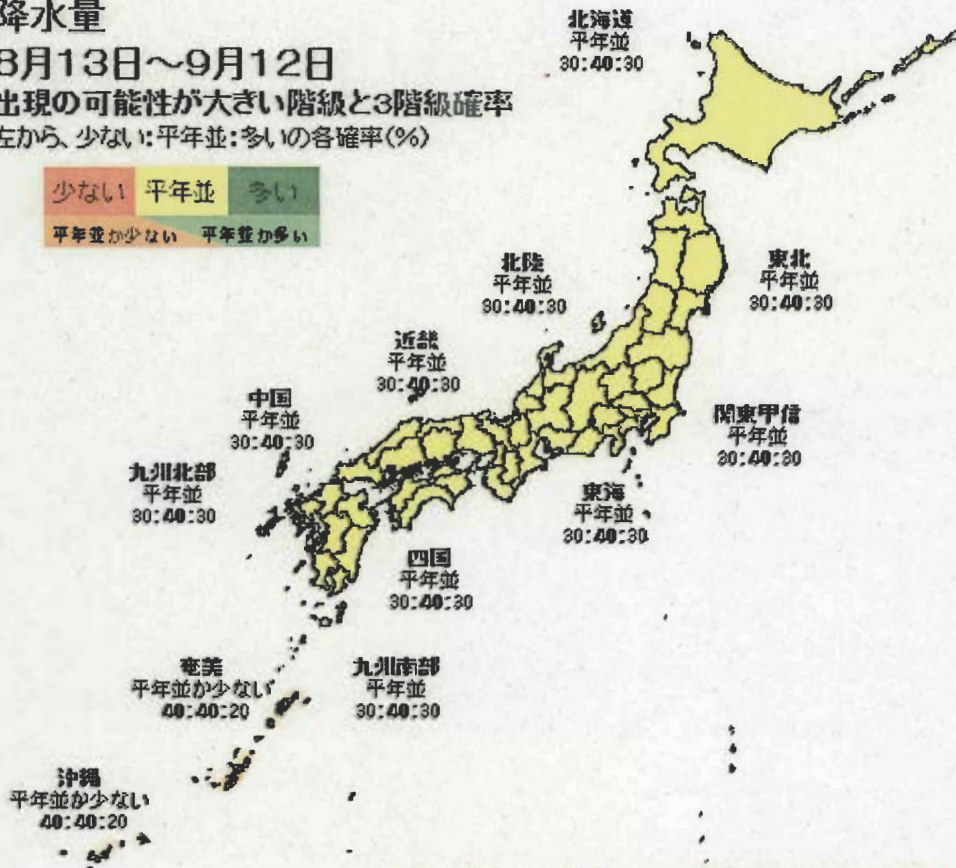 降水量
8月13日～9月12日
出現の可能性が大きい階級と3階級確率
左から、少ない:平年並:多いの各確率(%)
少ない 平年並 多い
平年並か少ない 平年並か多い
北海道
平年並
30:40:30
東北
平年並
30:40:30
北陸
平年並
30:40:30
近畿
平年並
30:40:30
中国
平年並
30:40:30
関東甲信
平年並
30:40:30
九州北部
平年並
30:40:30
東海
平年並
30:40:30
四国
平年並
30:40:30
奄美
平年並か少ない
40:40:20
九州南部
平年並
30:40:30
沖縄
平年並か少ない
40:40:20